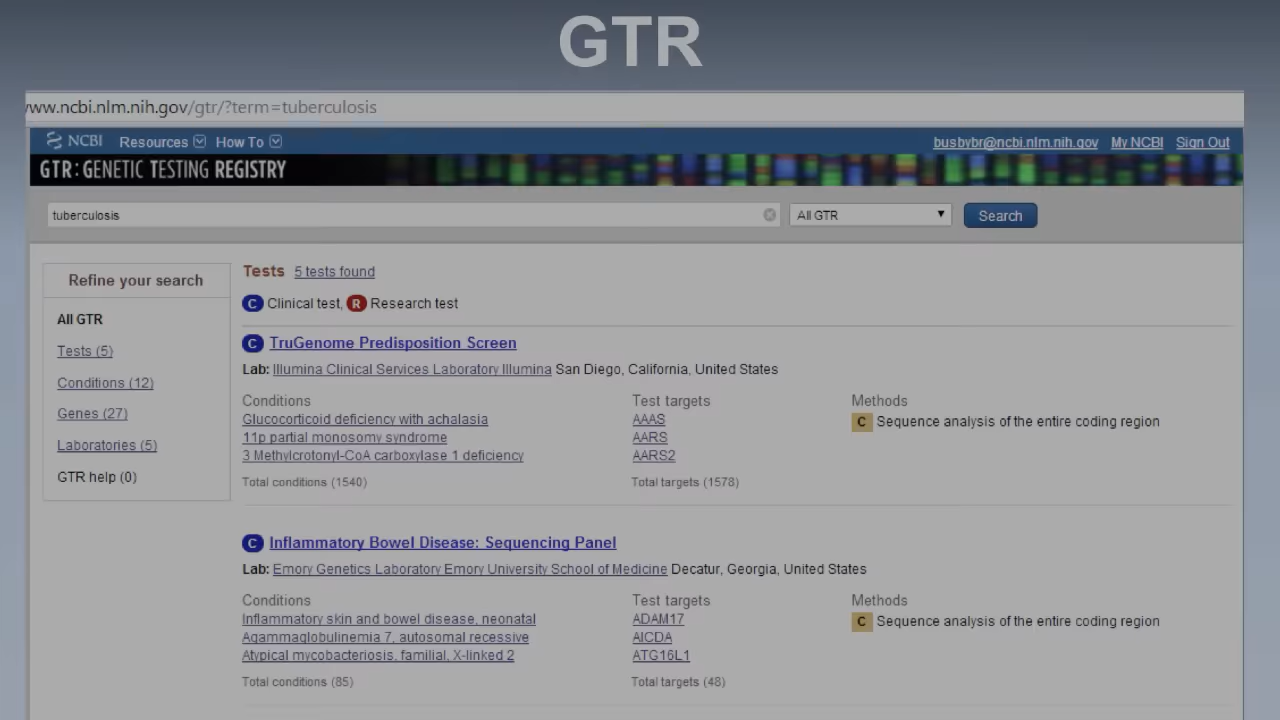 GTR
www.ncbi.nlm.nih.gov/gtr/?term=tuberculosis
NCBI Resources How To busbybr@ncbi.nlm.nih.gov My NCBI Sign Out
GTR: GENETIC TESTING REGISTRY
tuberculosis All GTR Search
Refine your search
All GTR
Tests (5)
Conditions (12)
Genes (27)
Laboratories (5)
GTR help (0)
Tests 5 tests found
C Clinical test, R Research test
C TruGenome Predisposition Screen
Lab: Illumina Clinical Services Laboratory Illumina San Diego, California, United States
Conditions Test targets Methods
Glucocorticoid deficiency with achalasia AAAS C Sequence analysis of the entire coding region
11p partial monosomy syndrome AARS
3 Methylcrotonyl-CoA carboxylase 1 deficiency AARS2
Total conditions (1540) Total targets (1578)
C Inflammatory Bowel Disease: Sequencing Panel
Lab: Emory Genetics Laboratory Emory University School of Medicine Decatur, Georgia, United States
Conditions Test targets Methods
Inflammatory skin and bowel disease, neonatal ADAM17 C Sequence analysis of the entire coding region
Agammaglobulinemia 7, autosomal recessive AICDA
Atypical mycobacteriosis, familial, X-linked 2 ATG16L1
Total conditions (85) Total targets (48)